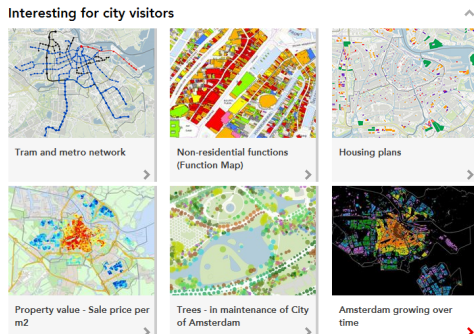 Interesting for city visitors
Tram and metro network
Non-residential functions
(Function Map)
Housing plans
Property value - Sale price per
m2
Trees - in maintenance of City
of Amsterdam
Amsterdam growing over
time